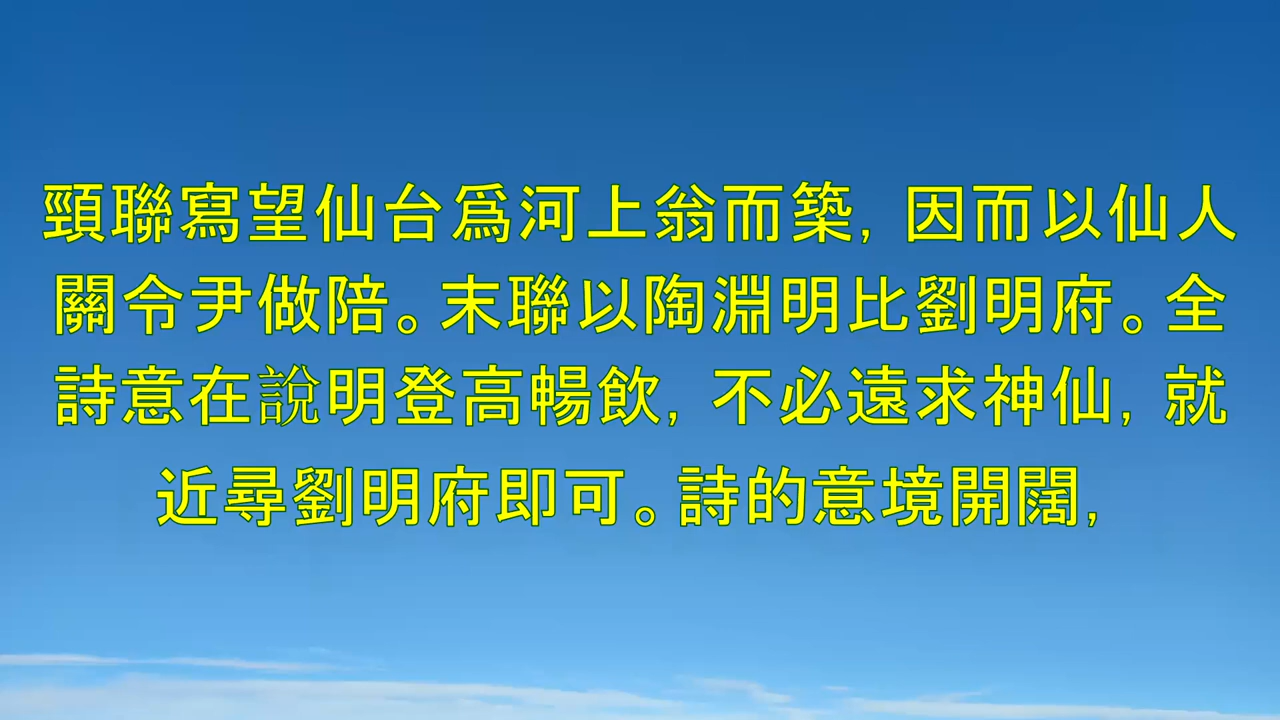 頸聯寫望仙台爲河上翁而築，因而以仙人
關令尹做陪。末聯以陶淵明比劉明府。全
詩意在說明登高暢飲，不必遠求神仙，就
近尋劉明府即可。詩的意境開闊，